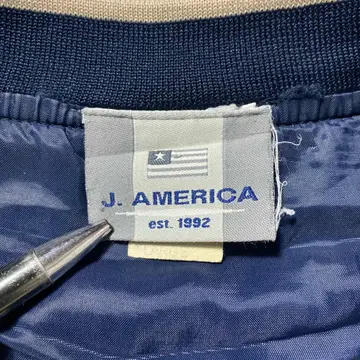 J. AMERICA
est. 1992